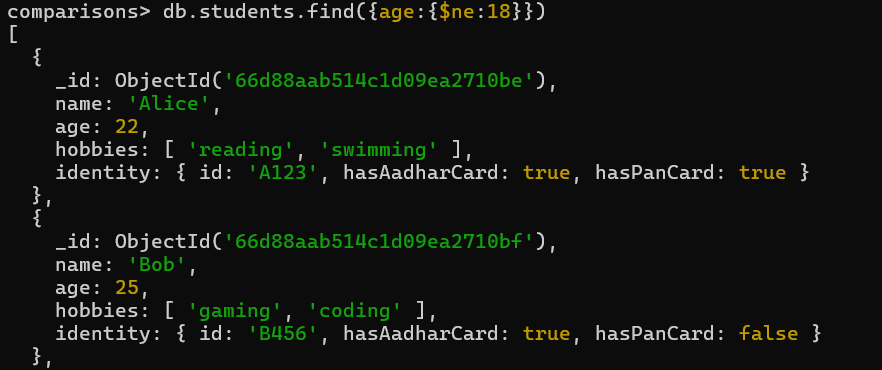 comparisons> db.students.find({age:{$ne:18}})
[
  {
    _id: ObjectId('66d88aab514c1d09ea2710be'),
    name: 'Alice',
    age: 22,
    hobbies: [ 'reading', 'swimming' ],
    identity: { id: 'A123', hasAadharCard: true, hasPanCard: true }
  },
  {
    _id: ObjectId('66d88aab514c1d09ea2710bf'),
    name: 'Bob',
    age: 25,
    hobbies: [ 'gaming', 'coding' ],
    identity: { id: 'B456', hasAadharCard: true, hasPanCard: false }
  },